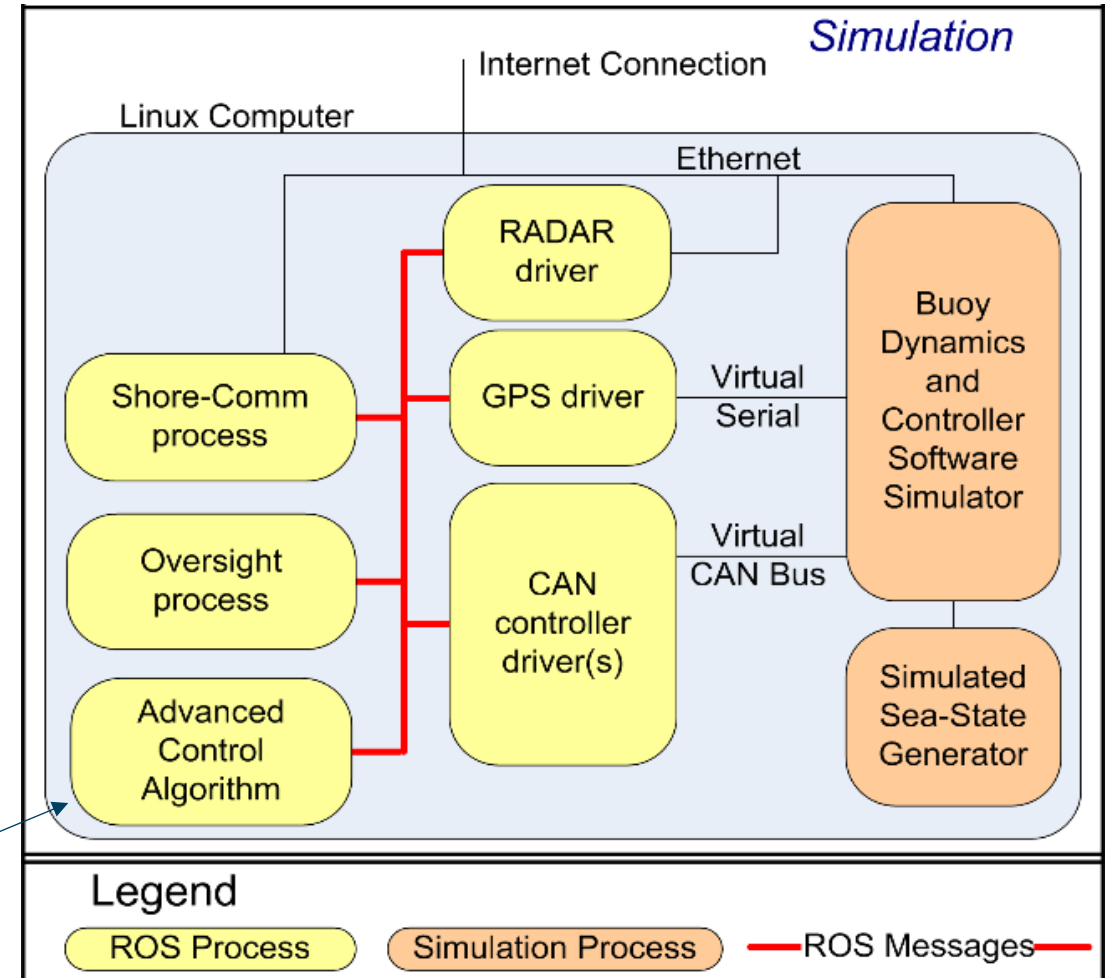 Simulation
Internet Connection
Linux Computer
Ethernet
RADAR
driver
Buoy
Dynamics
and
Controller
Software
Simulator
Shore-Comm
process
GPS driver
Virtual
Serial
Oversight
process
CAN
controller
driver(s)
Virtual
CAN Bus
Advanced
Control
Algorithm
Simulated
Sea-State
Generator
Legend
ROS Process
Simulation Process
ROS Messages